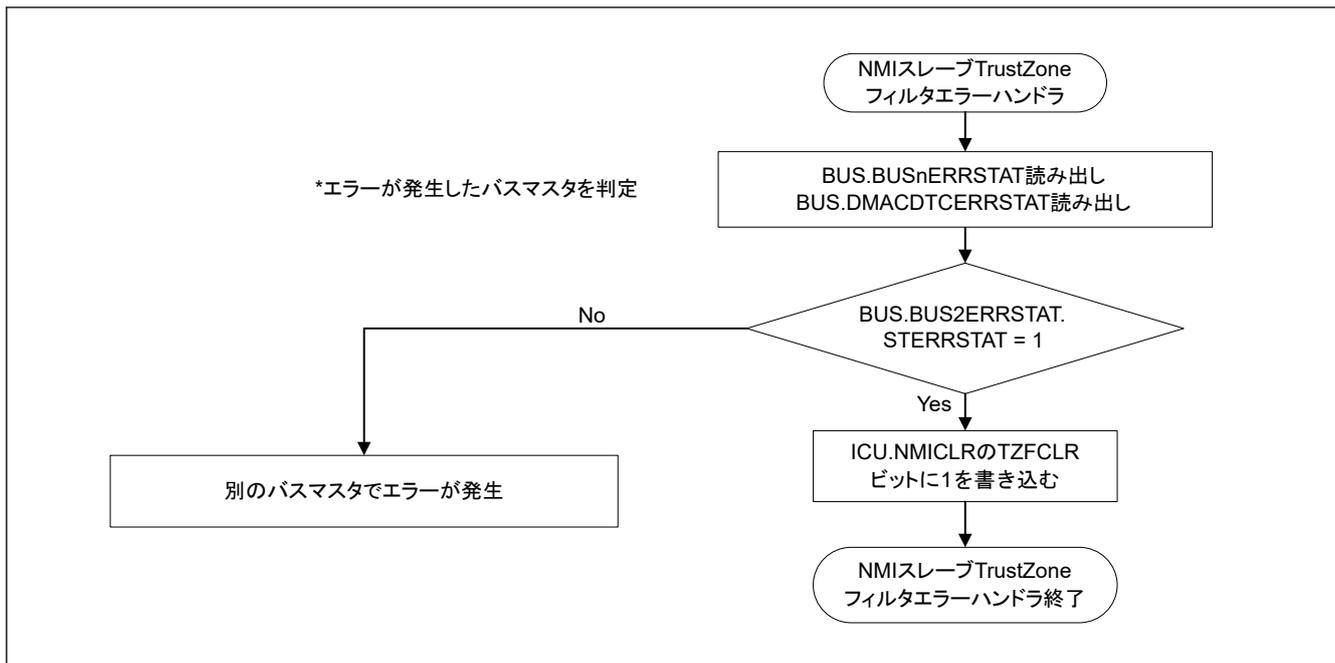 NMIスレーブTrustZone
フィルタエラーハンドラ
*エラーが発生したバスマスタを判定
BUS.BUSnERRSTAT読み出し
BUS.DMACDTCERRSTAT読み出し
BUS.BUS2ERRSTAT.
STERRSTAT = 1
No
Yes
別のバスマスタでエラーが発生
ICU.NMICLRのTZFCLR
ビットに1を書き込む
NMIスレーブTrustZone
フィルタエラーハンドラ終了